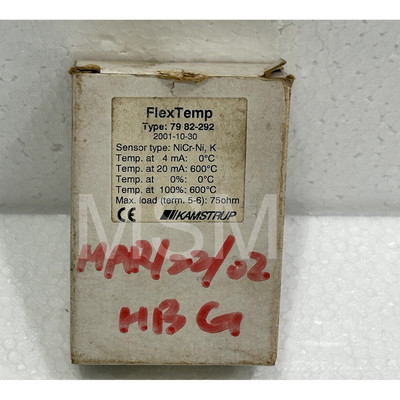 FlexTemp
Type: 79 82-292
2001-10-30
Sensor type: NiCr-Ni, K
Temp. at 4 mA: 0°C
Temp. at 20 mA: 600°C
Temp. at 0%: 0°C
Temp. at 100%: 600°C
Max. load (term. 5-6): 75ohm
CE KAMSTRUP
MSM
HBG